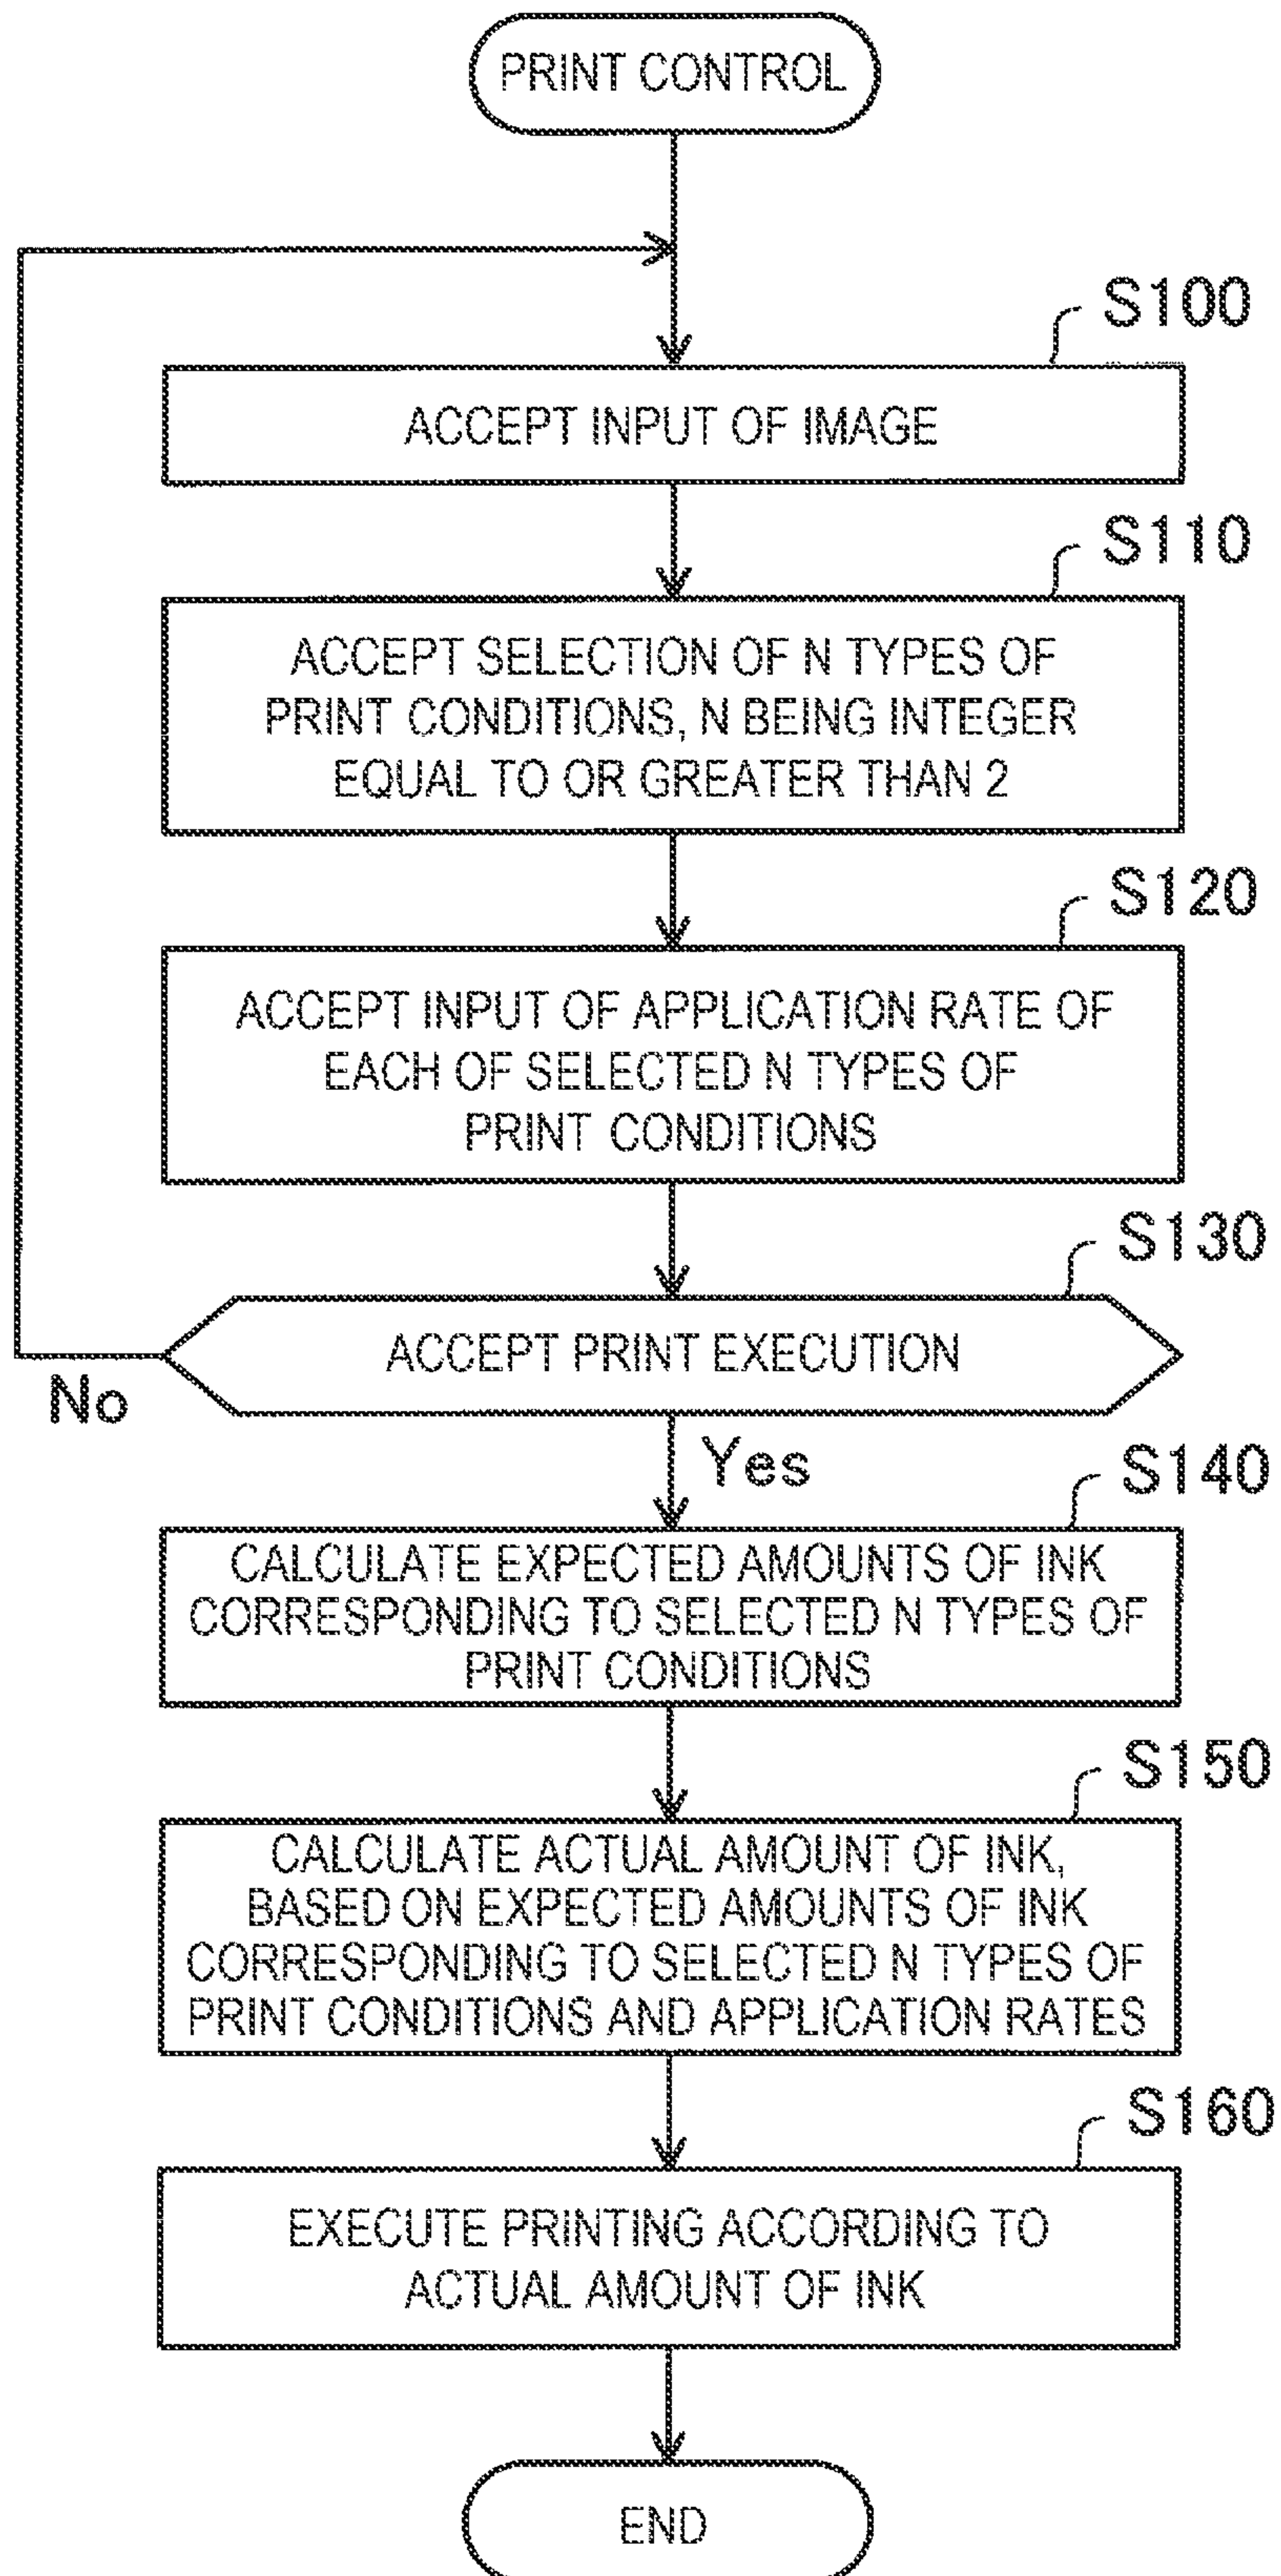 PRINT CONTROL
S100
ACCEPT INPUT OF IMAGE
S110
ACCEPT SELECTION OF N TYPES OF
PRINT CONDITIONS, N BEING INTEGER
EQUAL TO OR GREATER THAN 2
S120
ACCEPT INPUT OF APPLICATION RATE OF
EACH OF SELECTED N TYPES OF
PRINT CONDITIONS
S130
ACCEPT PRINT EXECUTION
No
Yes
S140
CALCULATE EXPECTED AMOUNTS OF INK
CORRESPONDING TO SELECTED N TYPES OF
PRINT CONDITIONS
S150
CALCULATE ACTUAL AMOUNT OF INK,
BASED ON EXPECTED AMOUNTS OF INK
CORRESPONDING TO SELECTED N TYPES OF
PRINT CONDITIONS AND APPLICATION RATES
S160
EXECUTE PRINTING ACCORDING TO
ACTUAL AMOUNT OF INK
END